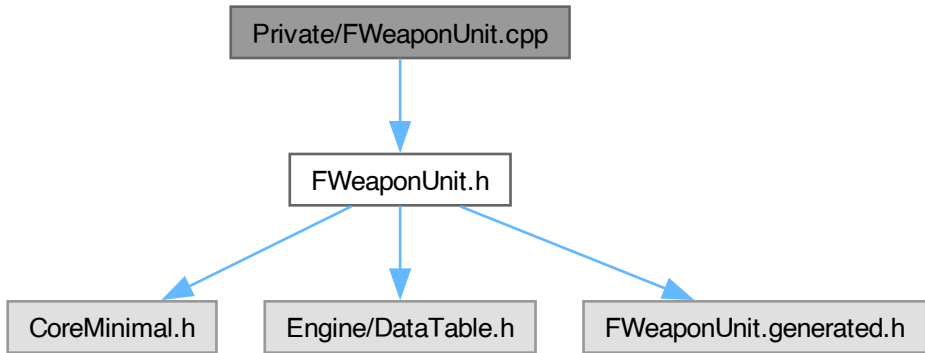 Private/FWeaponUnit.cpp
FWeaponUnit.h
CoreMinimal.h
Engine/DataTable.h
FWeaponUnit.generated.h